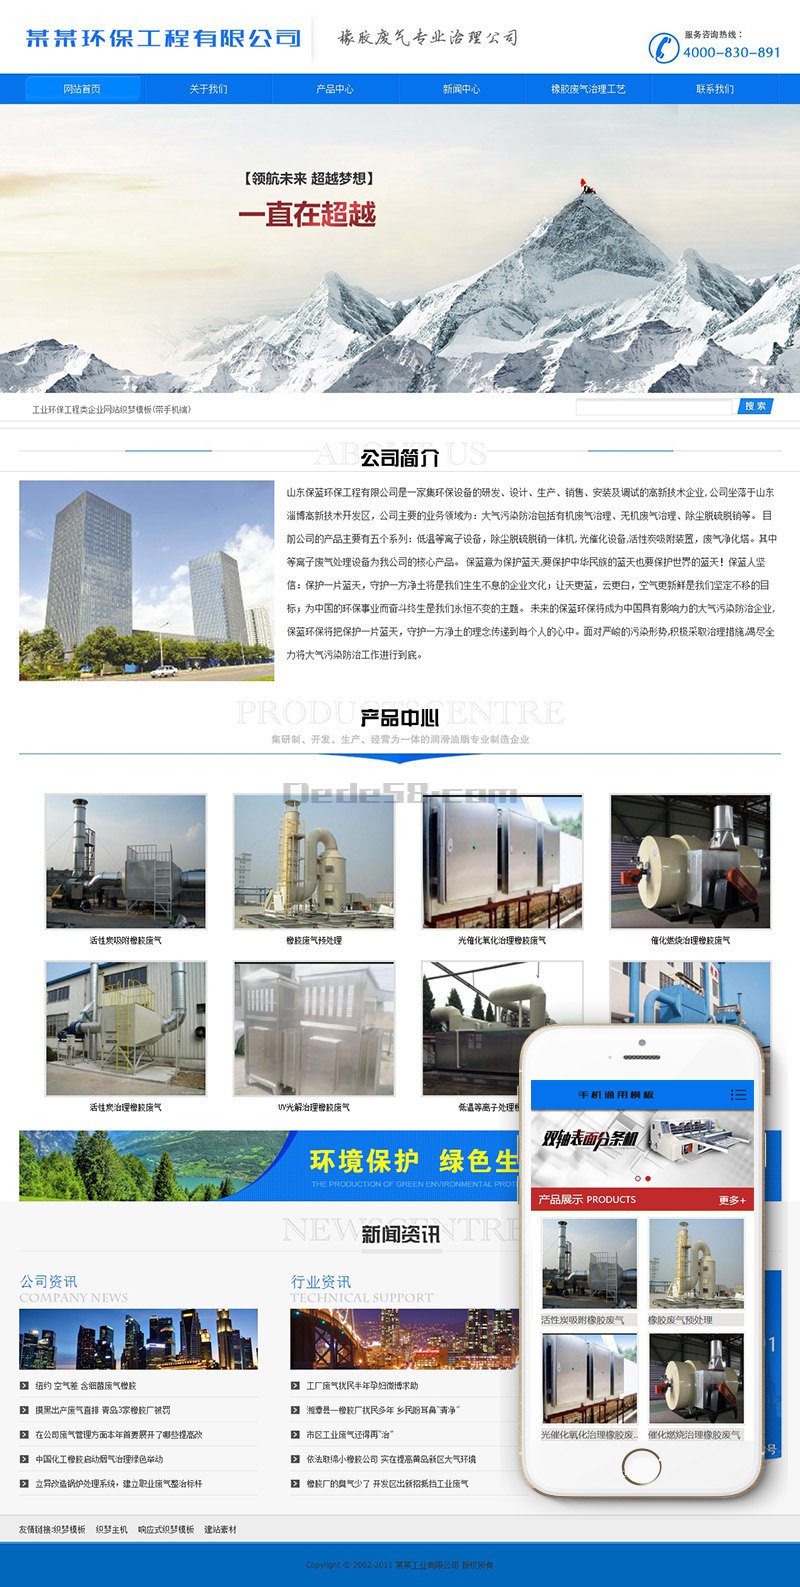 某某环保工程有限公司
橡胶废气专业治理公司
服务咨询热线：
4000-830-891
网站首页
关于我们
产品中心
新闻中心
橡胶废气治理工艺
联系我们
【领航未来 超越梦想】
一直在超越
工业环保工程类企业网站织梦模板(带手机端)
搜 索
ABOUT US
公司简介
山东保蓝环保工程有限公司是一家集环保设备的研发、设计、生产、销售、安装及调试的高新技术企业, 公司坐落于山东
淄博高新技术开发区，公司主要的业务领域为：大气污染防治包括有机废气治理、无机废气治理、除尘脱硫脱销等。 目
前公司的产品主要有五个系列：低温等离子设备，除尘脱硫脱销一体机, 光催化设备,活性炭吸附装置，废气净化塔。其中
等离子废气处理设备为我公司的核心产品。 保蓝意为保护蓝天,要保护中华民族的蓝天也要保护世界的蓝天！保蓝人坚
信：保护一片蓝天，守护一方净土将是我们生生不息的企业文化；让天更蓝，云更白，空气更新鲜是我们坚定不移的目
标；为中国的环保事业而奋斗终生是我们永恒不变的主题。 未来的保蓝环保将成为中国具有影响力的大气污染防治企业,
保蓝环保将把保护一片蓝天，守护一方净土的理念传递到每个人的心中。面对严峻的污染形势,积极采取治理措施,竭尽全
力将大气污染防治工作进行到底。
PRODUCTS CENTRE
产品中心
集研制、开发、生产、经营为一体的润滑油脂专业制造企业
Dede58.com
活性炭吸附橡胶废气
橡胶废气预处理
光催化氧化治理橡胶废气
催化燃烧治理橡胶废气
活性炭治理橡胶废气
UV光解治理橡胶废气
低温等离子处理橡
环境保护 绿色生
THE PRODUCTION OF GREEN ENVIRONMENTAL PROT
NEWS CENTRE
新闻资讯
公司资讯
COMPANY NEWS
纽约 空气差 含细菌废气橡胶
摸黑出产废气直排 青岛3家橡胶厂被罚
在公司废气管理方面本年首要展开了哪些提高改
中国化工橡胶启动烟气治理绿色举动
立异改造锅炉处理系统，建立职业废气整治标杆
行业资讯
TECHNICAL SUPPORT
工厂废气扰民半年孕妇微博求助
湘潭县一橡胶厂扰民多年 乡民盼耳鼻"清净"
市区工业废气还得再"治"
依法取缔小橡胶公司 实在提高黄岛新区大气环境
橡胶厂的臭气少了 开发区出新招抵挡工业废气
手机通用模板
双轴表面分条机
产品展示 PRODUCTS
更多+
活性炭吸附橡胶废气
橡胶废气预处理
光催化氧化治理橡胶废..
催化燃烧治理橡胶废气
1
号
友情链接:织梦模板 织梦主机 响应式织梦模板 建站素材
Copyright © 2002-2011 某某工业有限公司 版权所有